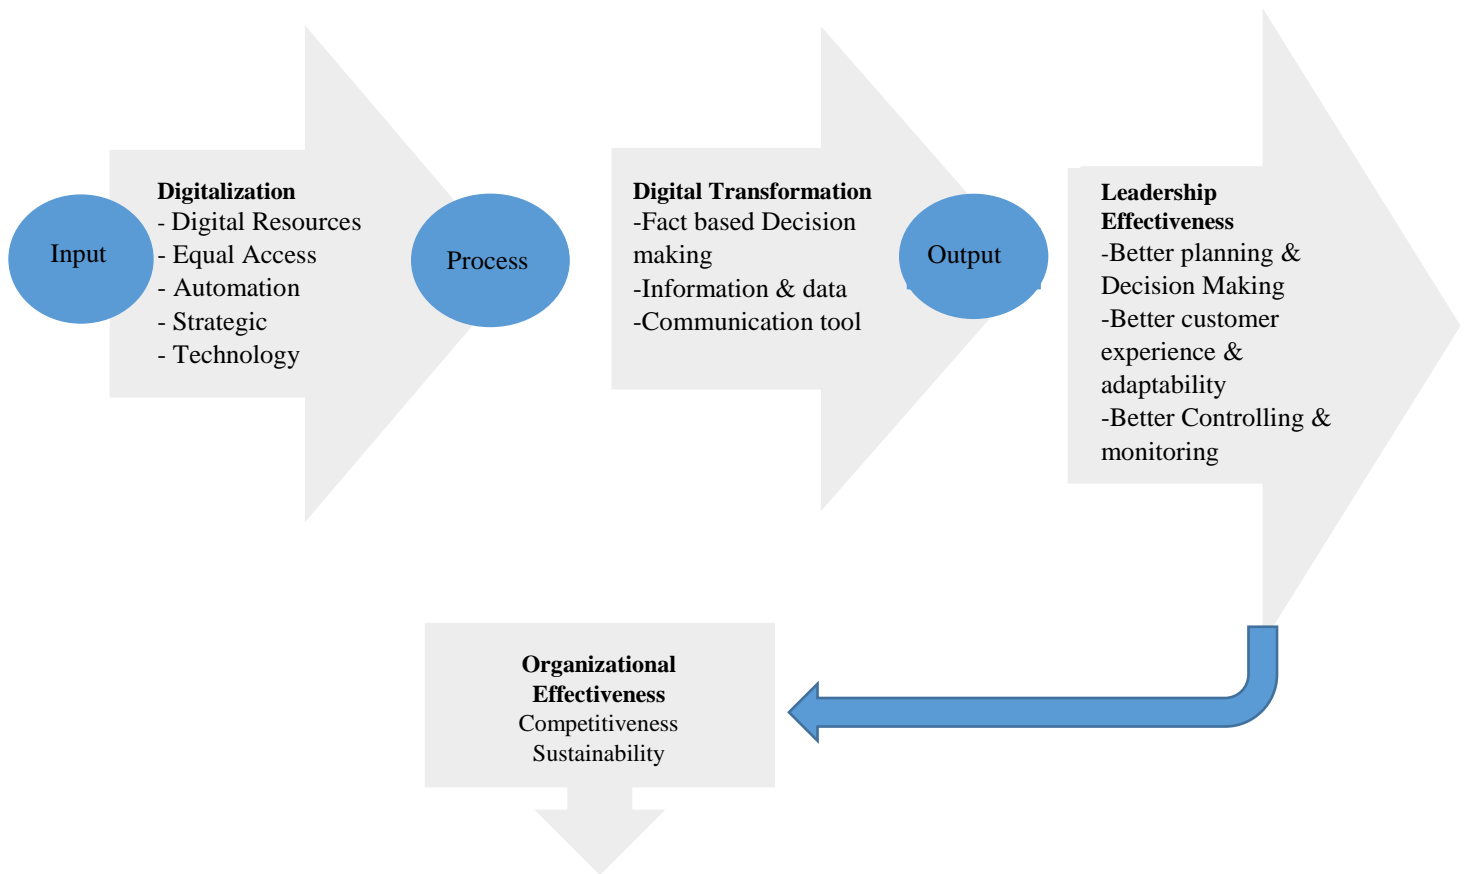 Input
Digitalization
- Digital Resources
- Equal Access
- Automation
- Strategic
- Technology
Process
Digital Transformation
-Fact based Decision
making
-Information & data
-Communication tool
Output
Leadership
Effectiveness
-Better planning &
Decision Making
-Better customer
experience &
adaptability
-Better Controlling &
monitoring
Organizational
Effectiveness
Competitiveness
Sustainability